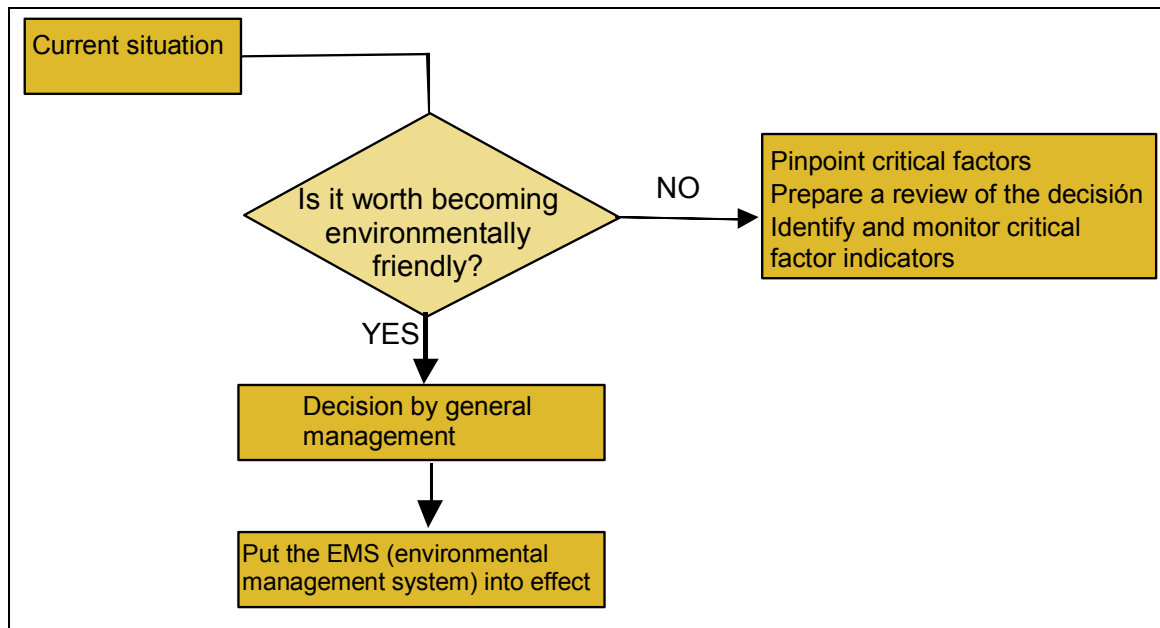 Current situation
Is it worth becoming
environmentally
friendly?
NO
Pinpoint critical factors
Prepare a review of the decisión
Identify and monitor critical
factor indicators
YES
Decision by general
management
Put the EMS (environmental
management system) into effect